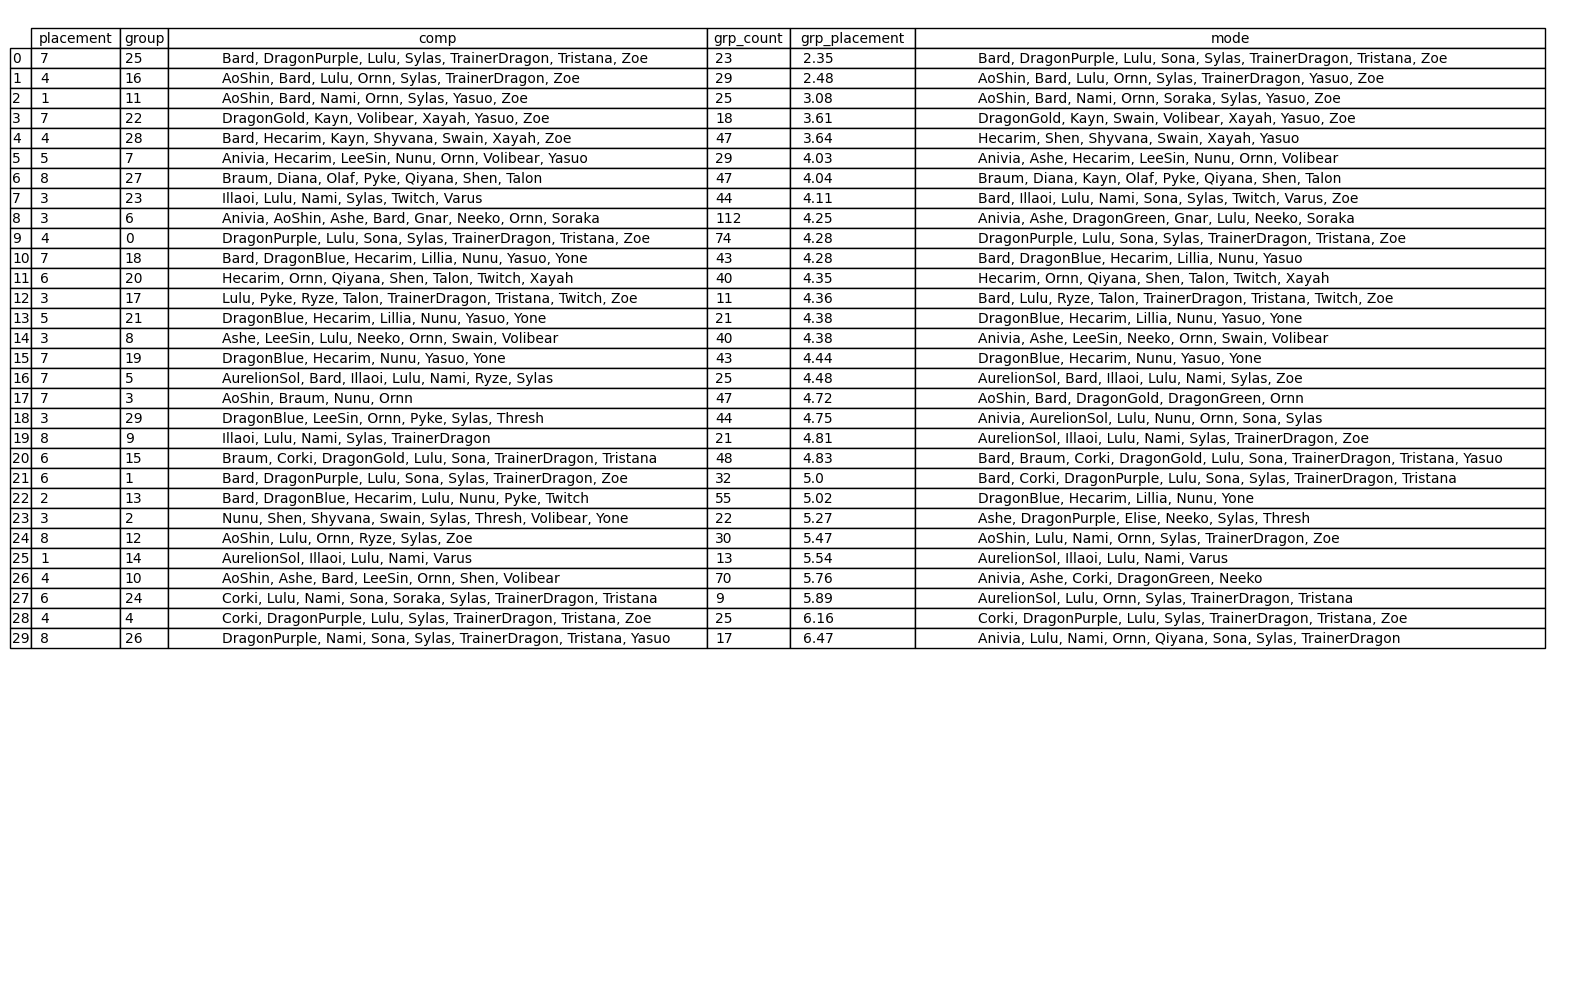 placement group comp grp_count grp_placement mode
0 7 25 Bard, DragonPurple, Lulu, Sylas, TrainerDragon, Tristana, Zoe 23 2.35 Bard, DragonPurple, Lulu, Sona, Sylas, TrainerDragon, Tristana, Zoe
1 4 16 AoShin, Bard, Lulu, Ornn, Sylas, TrainerDragon, Zoe 29 2.48 AoShin, Bard, Lulu, Ornn, Sylas, TrainerDragon, Yasuo, Zoe
2 1 11 AoShin, Bard, Nami, Ornn, Sylas, Yasuo, Zoe 25 3.08 AoShin, Bard, Nami, Ornn, Soraka, Sylas, Yasuo, Zoe
3 7 22 DragonGold, Kayn, Volibear, Xayah, Yasuo, Zoe 18 3.61 DragonGold, Kayn, Swain, Volibear, Xayah, Yasuo, Zoe
4 4 28 Bard, Hecarim, Kayn, Shyvana, Swain, Xayah, Zoe 47 3.64 Hecarim, Shen, Shyvana, Swain, Xayah, Yasuo
5 5 7 Anivia, Hecarim, LeeSin, Nunu, Ornn, Volibear, Yasuo 29 4.03 Anivia, Ashe, Hecarim, LeeSin, Nunu, Ornn, Volibear
6 8 27 Braum, Diana, Olaf, Pyke, Qiyana, Shen, Talon 47 4.04 Braum, Diana, Kayn, Olaf, Pyke, Qiyana, Shen, Talon
7 3 23 Illaoi, Lulu, Nami, Sylas, Twitch, Varus 44 4.11 Bard, Illaoi, Lulu, Nami, Sona, Sylas, Twitch, Varus, Zoe
8 3 6 Anivia, AoShin, Ashe, Bard, Gnar, Neeko, Ornn, Soraka 112 4.25 Anivia, Ashe, DragonGreen, Gnar, Lulu, Neeko, Soraka
9 4 0 DragonPurple, Lulu, Sona, Sylas, TrainerDragon, Tristana, Zoe 74 4.28 DragonPurple, Lulu, Sona, Sylas, TrainerDragon, Tristana, Zoe
10 7 18 Bard, DragonBlue, Hecarim, Lillia, Nunu, Yasuo, Yone 43 4.28 Bard, DragonBlue, Hecarim, Lillia, Nunu, Yasuo
11 6 20 Hecarim, Ornn, Qiyana, Shen, Talon, Twitch, Xayah 40 4.35 Hecarim, Ornn, Qiyana, Shen, Talon, Twitch, Xayah
12 3 17 Lulu, Pyke, Ryze, Talon, TrainerDragon, Tristana, Twitch, Zoe 11 4.36 Bard, Lulu, Ryze, Talon, TrainerDragon, Tristana, Twitch, Zoe
13 5 21 DragonBlue, Hecarim, Lillia, Nunu, Yasuo, Yone 21 4.38 DragonBlue, Hecarim, Lillia, Nunu, Yasuo, Yone
14 3 8 Ashe, LeeSin, Lulu, Neeko, Ornn, Swain, Volibear 40 4.38 Anivia, Ashe, LeeSin, Neeko, Ornn, Swain, Volibear
15 7 19 DragonBlue, Hecarim, Nunu, Yasuo, Yone 43 4.44 DragonBlue, Hecarim, Nunu, Yasuo, Yone
16 7 5 AurelionSol, Bard, Illaoi, Lulu, Nami, Ryze, Sylas 25 4.48 AurelionSol, Bard, Illaoi, Lulu, Nami, Sylas, Zoe
17 7 3 AoShin, Braum, Nunu, Ornn 47 4.72 AoShin, Bard, DragonGold, DragonGreen, Ornn
18 3 29 DragonBlue, LeeSin, Ornn, Pyke, Sylas, Thresh 44 4.75 Anivia, AurelionSol, Lulu, Nunu, Ornn, Sona, Sylas
19 8 9 Illaoi, Lulu, Nami, Sylas, TrainerDragon 21 4.81 AurelionSol, Illaoi, Lulu, Nami, Sylas, TrainerDragon, Zoe
20 6 15 Braum, Corki, DragonGold, Lulu, Sona, TrainerDragon, Tristana 48 4.83 Bard, Braum, Corki, DragonGold, Lulu, Sona, TrainerDragon, Tristana, Yasuo
21 6 1 Bard, DragonPurple, Lulu, Sona, Sylas, TrainerDragon, Zoe 32 5.0 Bard, Corki, DragonPurple, Lulu, Sona, Sylas, TrainerDragon, Tristana
22 2 13 Bard, DragonBlue, Hecarim, Lulu, Nunu, Pyke, Twitch 55 5.02 DragonBlue, Hecarim, Lillia, Nunu, Yone
23 3 2 Nunu, Shen, Shyvana, Swain, Sylas, Thresh, Volibear, Yone 22 5.27 Ashe, DragonPurple, Elise, Neeko, Sylas, Thresh
24 8 12 AoShin, Lulu, Ornn, Ryze, Sylas, Zoe 30 5.47 AoShin, Lulu, Nami, Ornn, Sylas, TrainerDragon, Zoe
25 1 14 AurelionSol, Illaoi, Lulu, Nami, Varus 13 5.54 AurelionSol, Illaoi, Lulu, Nami, Varus
26 4 10 AoShin, Ashe, Bard, LeeSin, Ornn, Shen, Volibear 70 5.76 Anivia, Ashe, Corki, DragonGreen, Neeko
27 6 24 Corki, Lulu, Nami, Sona, Soraka, Sylas, TrainerDragon, Tristana 9 5.89 AurelionSol, Lulu, Ornn, Sylas, TrainerDragon, Tristana
28 4 4 Corki, DragonPurple, Lulu, Sylas, TrainerDragon, Tristana, Zoe 25 6.16 Corki, DragonPurple, Lulu, Sylas, TrainerDragon, Tristana, Zoe
29 8 26 DragonPurple, Nami, Sona, Sylas, TrainerDragon, Tristana, Yasuo 17 6.47 Anivia, Lulu, Nami, Ornn, Qiyana, Sona, Sylas, TrainerDragon